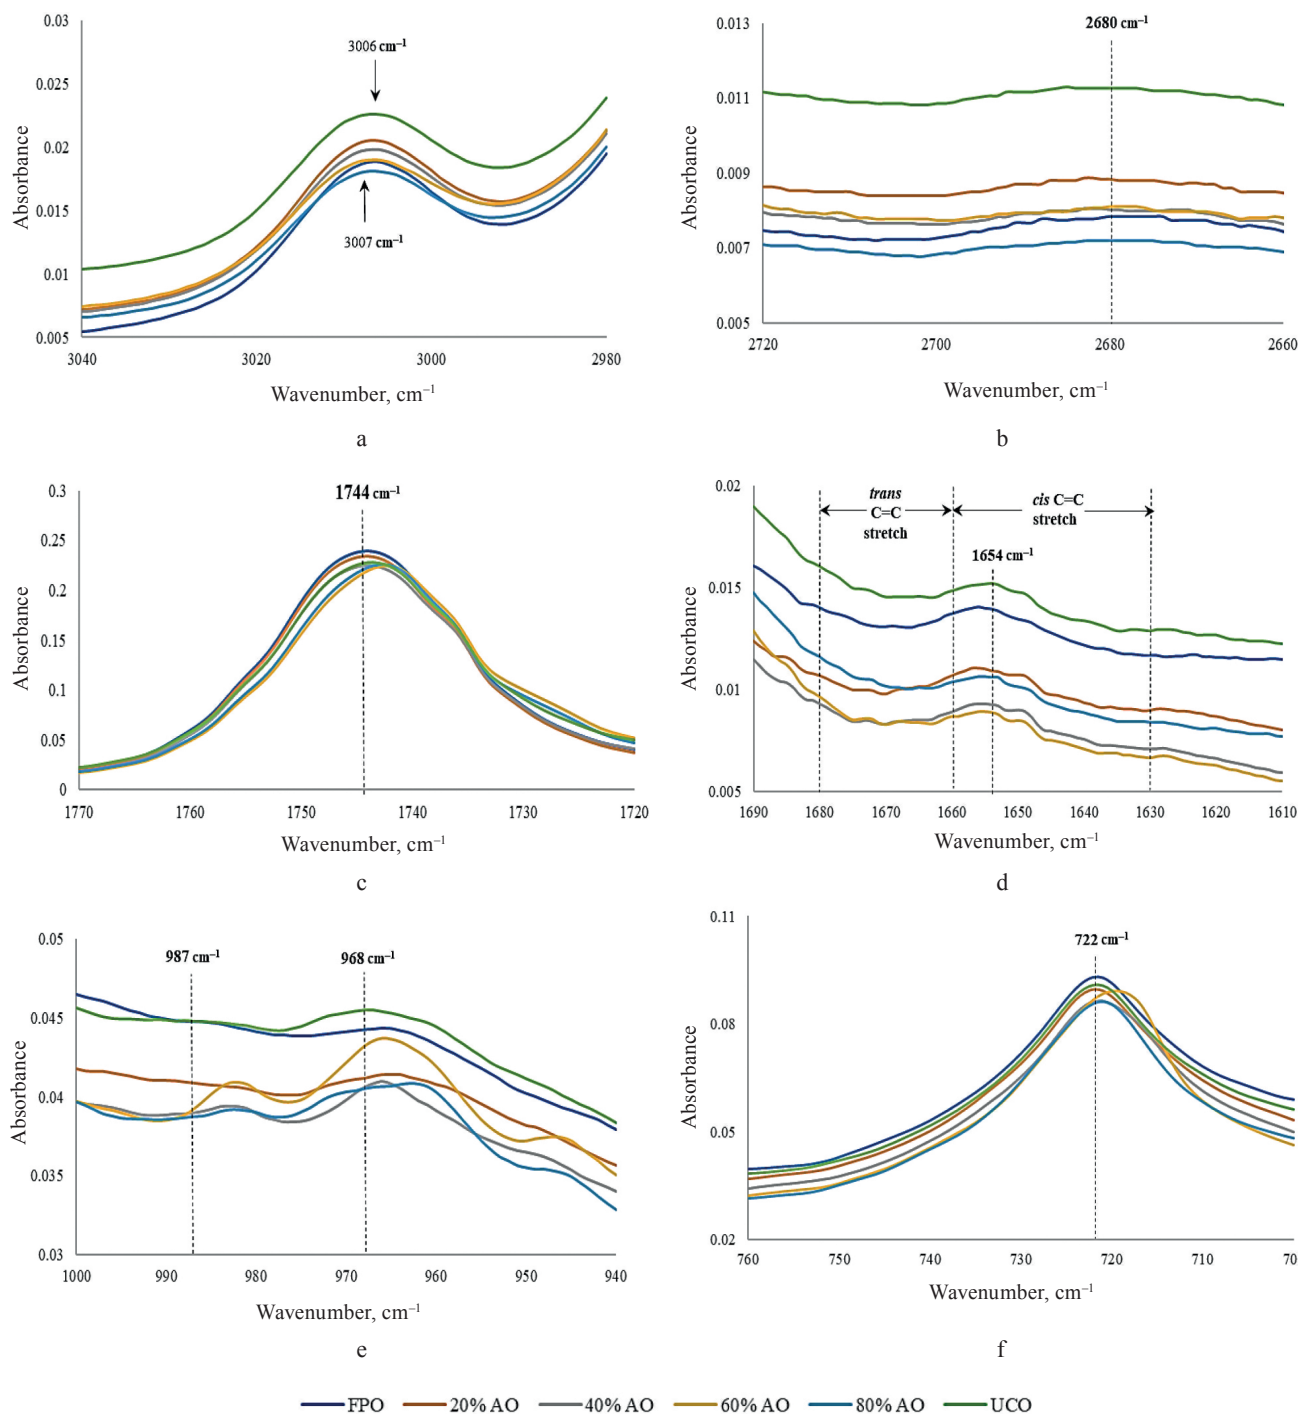 0.03
0.025
0.02
0.015
0.01
0.005
Absorbance
3006 cm⁻¹
3007 cm⁻¹
3040
3020
3000
2980
Wavenumber, cm⁻¹
a
0.013
0.011
0.009
0.007
0.005
Absorbance
2680 cm⁻¹
2720
2700
2680
2660
Wavenumber, cm⁻¹
b
0.3
0.25
0.2
0.15
0.1
0.05
0
Absorbance
1744 cm⁻¹
1770
1760
1750
1740
1730
1720
Wavenumber, cm⁻¹
c
0.02
0.015
0.01
0.005
Absorbance
trans
C=C
stretch
cis C=C
stretch
1654 cm⁻¹
1690
1680
1670
1660
1650
1640
1630
1620
1610
Wavenumber, cm⁻¹
d
0.05
0.045
0.04
0.035
0.03
Absorbance
987 cm⁻¹
968 cm⁻¹
1000
990
980
970
960
950
940
Wavenumber, cm⁻¹
e
0.11
0.08
0.05
0.02
Absorbance
722 cm⁻¹
760
750
740
730
720
710
70
Wavenumber, cm⁻¹
f
FPO 20% AO 40% AO 60% AO 80% AO UCO